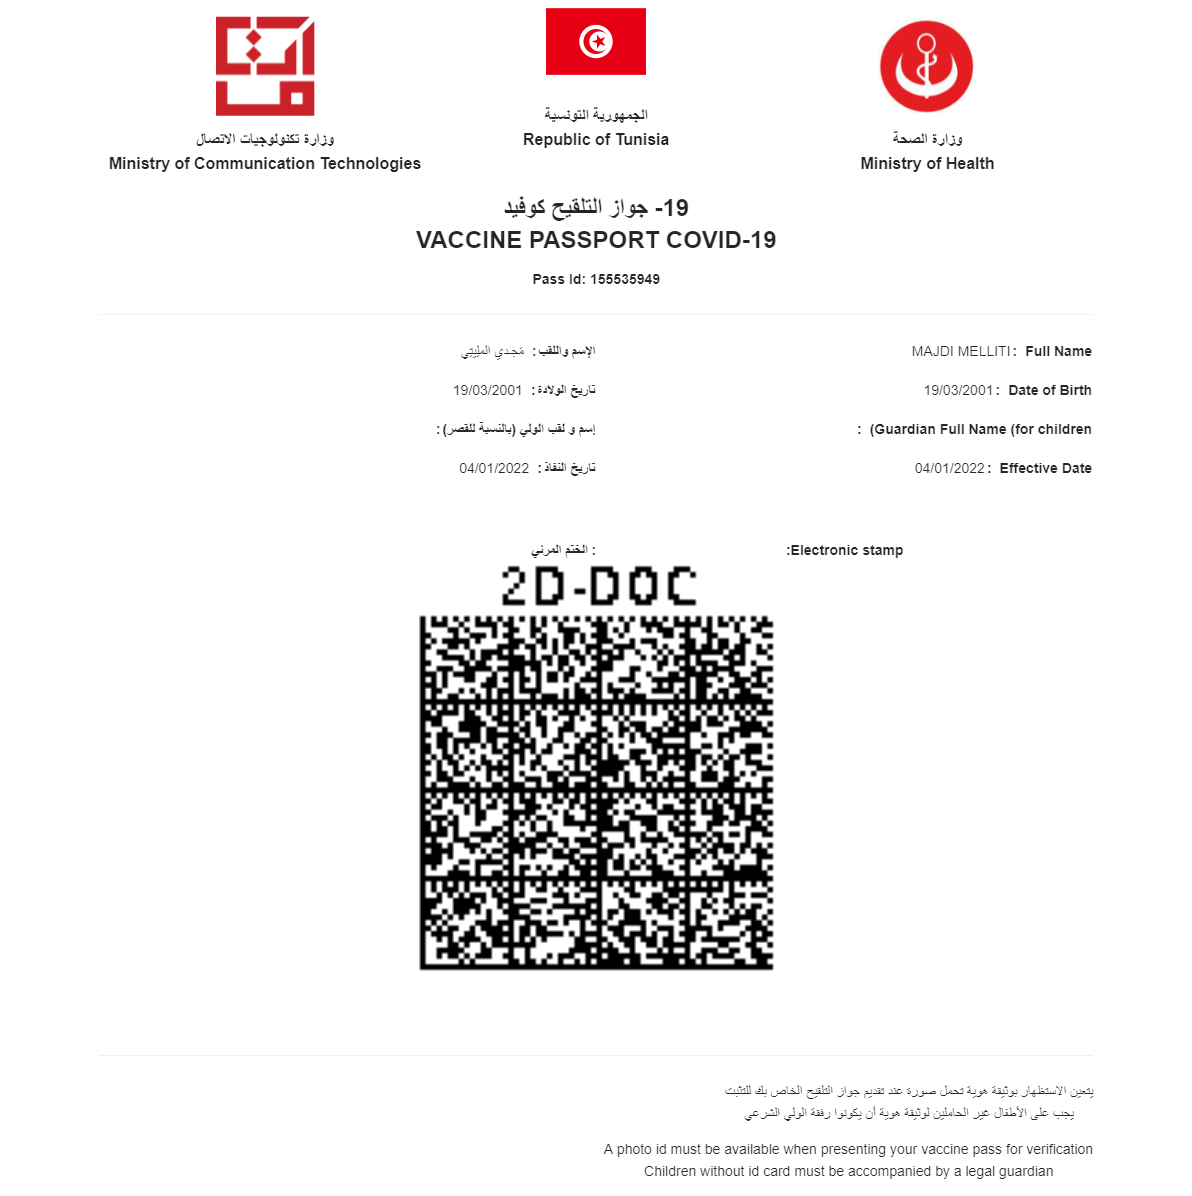 وزارة تكنولوجيات الاتصال
Ministry of Communication Technologies
الجمهورية التونسية
Republic of Tunisia
وزارة الصحة
Ministry of Health
19- جواز التلقيح كوفيد
VACCINE PASSPORT COVID-19
Pass Id: 155535949
MAJDI MELLITI : Full Name
الإسم واللقب : مَجـدي المليتِي
19/03/2001 : Date of Birth
تاريخ الولادة : 19/03/2001
: (Guardian Full Name (for children
إسم و لقب الولي (بالنسبة للقصر) :
04/01/2022 : Effective Date
تاريخ النفاذ : 04/01/2022
:Electronic stamp
: الختم المرئي
2D-DOC
يتعين الاستظهار بوثيقة هوية تحمل صورة عند تقديم جواز التلقيح الخاص بك للتثبت
يجب على الأطفال غير الحاملين لوثيقة هوية أن يكونوا رفقة الولي الشرعي
A photo id must be available when presenting your vaccine pass for verification
Children without id card must be accompanied by a legal guardian